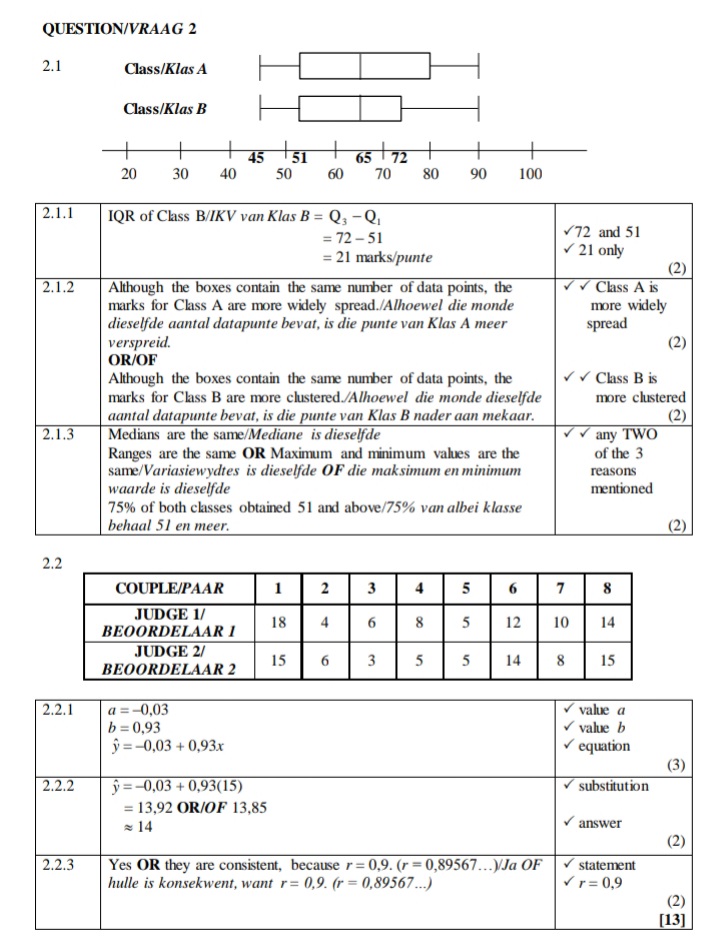 QUESTION/VRAAG 2
2.1
Class/Klas A
Class/Klas B
45 51 65 72
20 30 40 50 60 70 80 90 100
2.1.1 IQR of Class B/IKV van Klas B = Q₃ – Q₁
= 72 – 51
= 21 marks/punte
✓72 and 51
✓ 21 only
(2)
2.1.2 Although the boxes contain the same number of data points, the
marks for Class A are more widely spread./Alhoewel die monde
dieselfde aantal datapunte bevat, is die punte van Klas A meer
verspreid.
OR/OF
Although the boxes contain the same number of data points, the
marks for Class B are more clustered./Alhoewel die monde dieselfde
aantal datapunte bevat, is die punte van Klas B nader aan mekaar.
✓ ✓ Class A is
more widely
spread
(2)
✓ ✓ Class B is
more clustered
(2)
2.1.3 Medians are the same/Mediane is dieselfde
Ranges are the same OR Maximum and minimum values are the
same/Variasiewydtes is dieselfde OF die maksimum en minimum
waarde is dieselfde
75% of both classes obtained 51 and above/75% van albei klasse
behaal 51 en meer.
✓ ✓ any TWO
of the 3
reasons
mentioned
(2)
2.2
COUPLE/PAAR 1 2 3 4 5 6 7 8
JUDGE 1/
BEOORDELAAR 1 18 4 6 8 5 12 10 14
JUDGE 2/
BEOORDELAAR 2 15 6 3 5 5 14 8 15
2.2.1 a = –0,03
b = 0,93
ŷ = –0,03 + 0,93x
✓ value a
✓ value b
✓ equation
(3)
2.2.2 ŷ = –0,03 + 0,93(15)
= 13,92 OR/OF 13,85
≈ 14
✓ substitution
✓ answer
(2)
2.2.3 Yes OR they are consistent, because r = 0,9. (r = 0,89567…)/Ja OF
hulle is konsekwent, want r = 0,9. (r = 0,89567...)
✓ statement
✓ r = 0,9
(2)
[13]